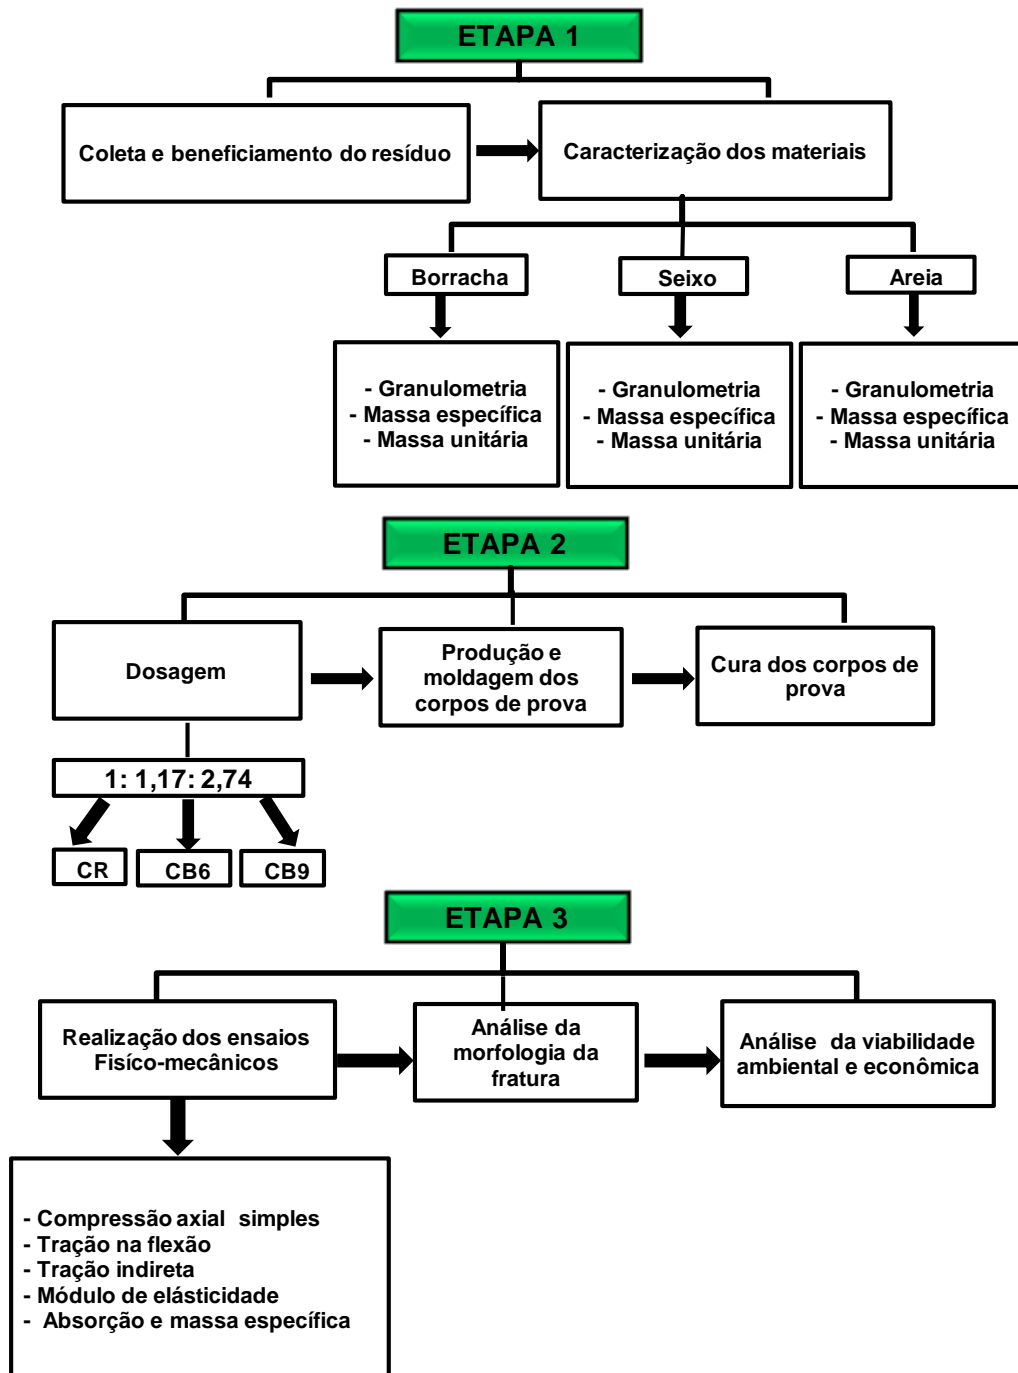 ETAPA 1
Coleta e beneficiamento do resíduo
Caracterização dos materiais
Borracha
Seixo
Areia
- Granulometria
- Massa específica
- Massa unitária
- Granulometria
- Massa específica
- Massa unitária
- Granulometria
- Massa específica
- Massa unitária
ETAPA 2
Dosagem
Produção e
moldagem dos
corpos de prova
Cura dos corpos de
prova
1: 1,17: 2,74
CR
CB6
CB9
ETAPA 3
Realização dos ensaios
Fisíco-mecânicos
Análise da
morfologia da
fratura
Análise da viabilidade
ambiental e econômica
- Compressão axial simples
- Tração na flexão
- Tração indireta
- Módulo de elásticidade
- Absorção e massa específica